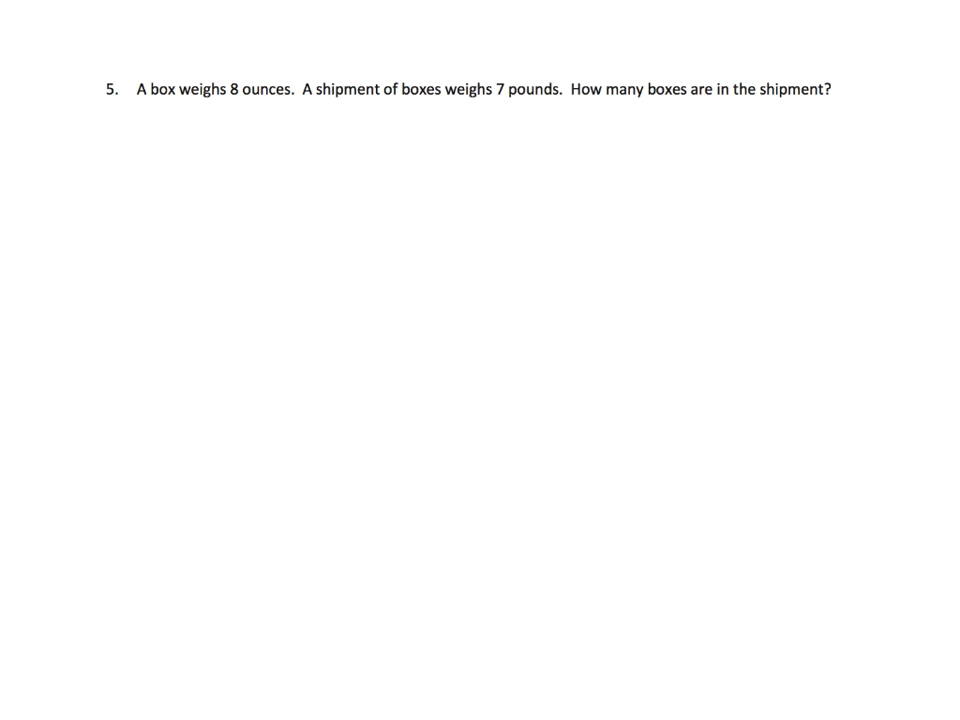 5. A box weighs 8 ounces. A shipment of boxes weighs 7 pounds. How many boxes are in the shipment?